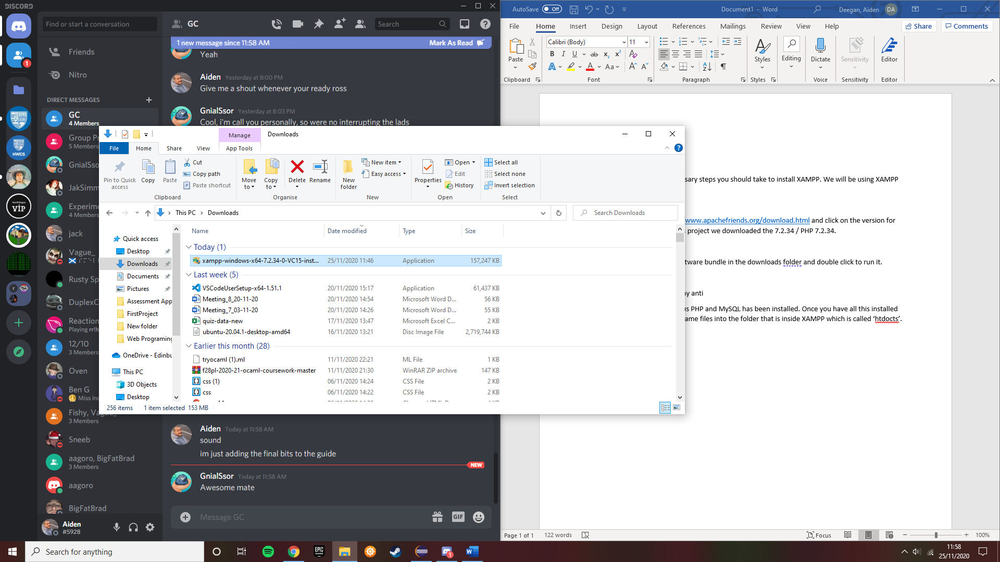 DISCORD
Find or start a conversation
Friends
Nitro
DIRECT MESSAGES
GC
4 Members
Group Pr
5 Members
GnialSso
JakSimm
Experime
4 Members
jack
Vague_
Rusty Sp
DuplexC
Reaction
Playing rr!h
12/10
3 Members
Oven
Ben G
Miss Inc
Fishy, Vague_
3 Members
Sneeb
aagoro, BigFatBrad
3 Members
aagoro
BigFatBrad
Aiden
#5928
1
HWCS
VIP
GC
Search
1 new message since 11:58 AM
Mark As Read
Yeah
Aiden Yesterday at 8:00 PM
Give me a shout whenever your ready ross
GnialSsor Yesterday at 8:03 PM
Cool, i'm call you personally, so were no interrupting the lads
Aiden Today at 11:58 AM
sound
im just adding the final bits to the guide
NEW
GnialSsor Today at 11:58 AM
Awesome mate
Message GC
GIF
Manage
Downloads
File
Home
Share
View
App Tools
Pin to Quick access
Copy
Paste
Cut
Copy path
Paste shortcut
Clipboard
Move to
Copy to
Delete
Rename
Organise
New folder
New item
Easy access
New
Properties
Open
Edit
History
Open
Select all
Select none
Invert selection
Select
This PC
Downloads
Search Downloads
Quick access
Desktop
Downloads
Documents
Pictures
Assessment App
FirstProject
New folder
Web Programing
OneDrive - Edinbu
This PC
3D Objects
Desktop
Name Date modified Type Size
Today (1)
xampp-windows-x64-7.2.34-0-VC15-inst... 25/11/2020 11:46 Application 157,247 KB
Last week (5)
VSCodeUserSetup-x64-1.51.1 20/11/2020 15:17 Application 61,437 KB
Meeting_8_20-11-20 20/11/2020 14:54 Microsoft Word D... 56 KB
Meeting_7_03-11-20 20/11/2020 14:26 Microsoft Word D... 55 KB
quiz-data-new 17/11/2020 13:47 Microsoft Excel C... 2 KB
ubuntu-20.04.1-desktop-amd64 16/11/2020 13:21 Disc Image File 2,719,744 KB
Earlier this month (28)
tryocaml (1).ml 11/11/2020 22:21 ML File 1 KB
f28pl-2020-21-ocaml-coursework-master 11/11/2020 21:30 WinRAR ZIP archive 147 KB
css (1) 06/11/2020 14:24 CSS File 2 KB
css 06/11/2020 14:22 CSS File 2 KB
256 items 1 item selected 153 MB
AutoSave Off
Document1 - Word
Deegan, Aiden
DA
File
Home
Insert
Design
Layout
References
Mailings
Review
View
Help
Share
Comments
Paste
Clipboard
Calibri (Body)
11
Font
Paragraph
Styles
Styles
Editing
Dictate
Voice
Sensitivity
Sensitivity
Editor
Editor
sary steps you should take to install XAMPP. We will be using XAMPP
www.apachefriends.org/download.html and click on the version for
project we downloaded the 7.2.34 / PHP 7.2.34.
tware bundle in the downloads folder and double click to run it.
ny anti
us PHP and MySQL has been installed. Once you have all this installed
ame files into the folder that is inside XAMPP which is called ‘htdocts’.
Page 1 of 1
122 words
Focus
100%
Search for anything
EPIC GAMES
1
11:58
25/11/2020